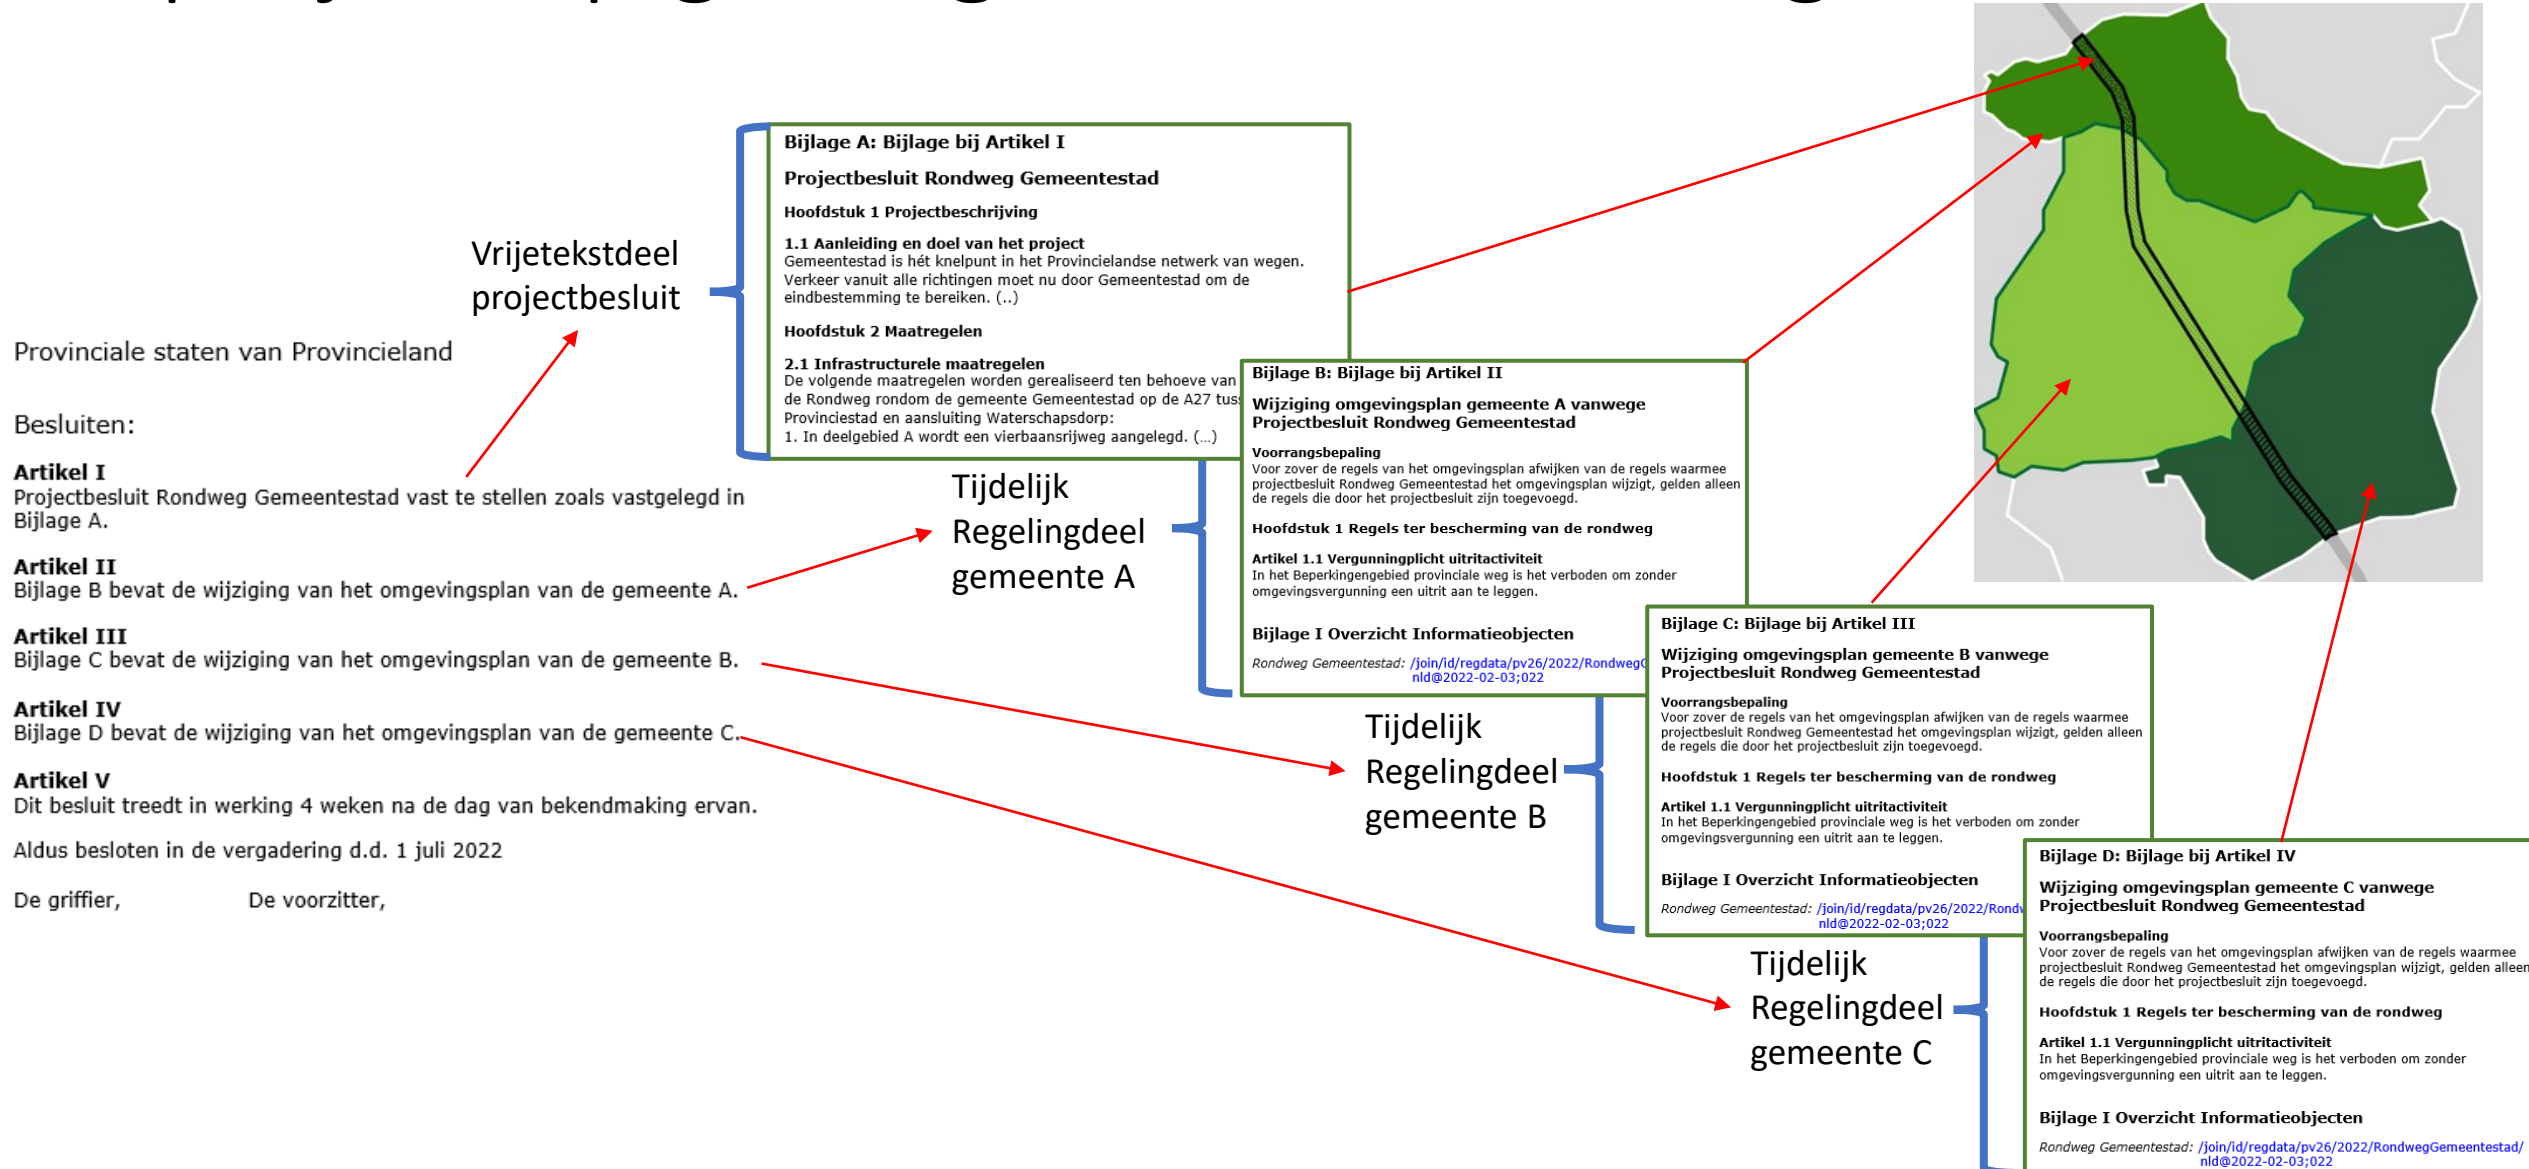 Provinciale staten van Provincieland
Besluiten:
Artikel I
Projectbesluit Rondweg Gemeentestad vast te stellen zoals vastgelegd in
Bijlage A.
Artikel II
Bijlage B bevat de wijziging van het omgevingsplan van de gemeente A.
Artikel III
Bijlage C bevat de wijziging van het omgevingsplan van de gemeente B.
Artikel IV
Bijlage D bevat de wijziging van het omgevingsplan van de gemeente C.
Artikel V
Dit besluit treedt in werking 4 weken na de dag van bekendmaking ervan.
Aldus besloten in de vergadering d.d. 1 juli 2022
De griffier, De voorzitter,
Vrijetekstdeel
projectbesluit
Bijlage A: Bijlage bij Artikel I
Projectbesluit Rondweg Gemeentestad
Hoofdstuk 1 Projectbeschrijving
1.1 Aanleiding en doel van het project
Gemeentestad is hét knelpunt in het Provincielandse netwerk van wegen.
Verkeer vanuit alle richtingen moet nu door Gemeentestad om de
eindbestemming te bereiken. (..)
Hoofdstuk 2 Maatregelen
2.1 Infrastructurele maatregelen
De volgende maatregelen worden gerealiseerd ten behoeve van
de Rondweg rondom de gemeente Gemeentestad op de A27
Provinciestad en aansluiting Waterschapsdorp:
1. In deelgebied A wordt een vierbaansrijweg aangelegd. (...)
Tijdelijk
Regelingdeel
gemeente A
Bijlage B: Bijlage bij Artikel II
Wijziging omgevingsplan gemeente A vanwege
Projectbesluit Rondweg Gemeentestad
Voorrangsbepaling
Voor zover de regels van het omgevingsplan afwijken van de regels waarmee
projectbesluit Rondweg Gemeentestad het omgevingsplan wijzigt, gelden alleen
de regels die door het projectbesluit zijn toegevoegd.
Hoofdstuk 1 Regels ter bescherming van de rondweg
Artikel 1.1 Vergunningplicht uitritactiviteit
In het Beperkingengebied provinciale weg is het verboden om zonder
omgevingsvergunning een uitrit aan te leggen.
Bijlage I Overzicht Informatieobjecten
Rondweg Gemeentestad: /join/id/regdata/pv26/2022/Rondweg
nld@2022-02-03;022
Tijdelijk
Regelingdeel
gemeente B
Bijlage C: Bijlage bij Artikel III
Wijziging omgevingsplan gemeente B vanwege
Projectbesluit Rondweg Gemeentestad
Voorrangsbepaling
Voor zover de regels van het omgevingsplan afwijken van de regels waarmee
projectbesluit Rondweg Gemeentestad het omgevingsplan wijzigt, gelden alleen
de regels die door het projectbesluit zijn toegevoegd.
Hoofdstuk 1 Regels ter bescherming van de rondweg
Artikel 1.1 Vergunningplicht uitritactiviteit
In het Beperkingengebied provinciale weg is het verboden om zonder
omgevingsvergunning een uitrit aan te leggen.
Bijlage I Overzicht Informatieobjecten
Rondweg Gemeentestad: /join/id/regdata/pv26/2022/Rondw
nld@2022-02-03;022
Tijdelijk
Regelingdeel
gemeente C
Bijlage D: Bijlage bij Artikel IV
Wijziging omgevingsplan gemeente C vanwege
Projectbesluit Rondweg Gemeentestad
Voorrangsbepaling
Voor zover de regels van het omgevingsplan afwijken van de regels waarmee
projectbesluit Rondweg Gemeentestad het omgevingsplan wijzigt, gelden alleen
de regels die door het projectbesluit zijn toegevoegd.
Hoofdstuk 1 Regels ter bescherming van de rondweg
Artikel 1.1 Vergunningplicht uitritactiviteit
In het Beperkingengebied provinciale weg is het verboden om zonder
omgevingsvergunning een uitrit aan te leggen.
Bijlage I Overzicht Informatieobjecten
Rondweg Gemeentestad: /join/id/regdata/pv26/2022/RondwegGemeentestad/
nld@2022-02-03;022